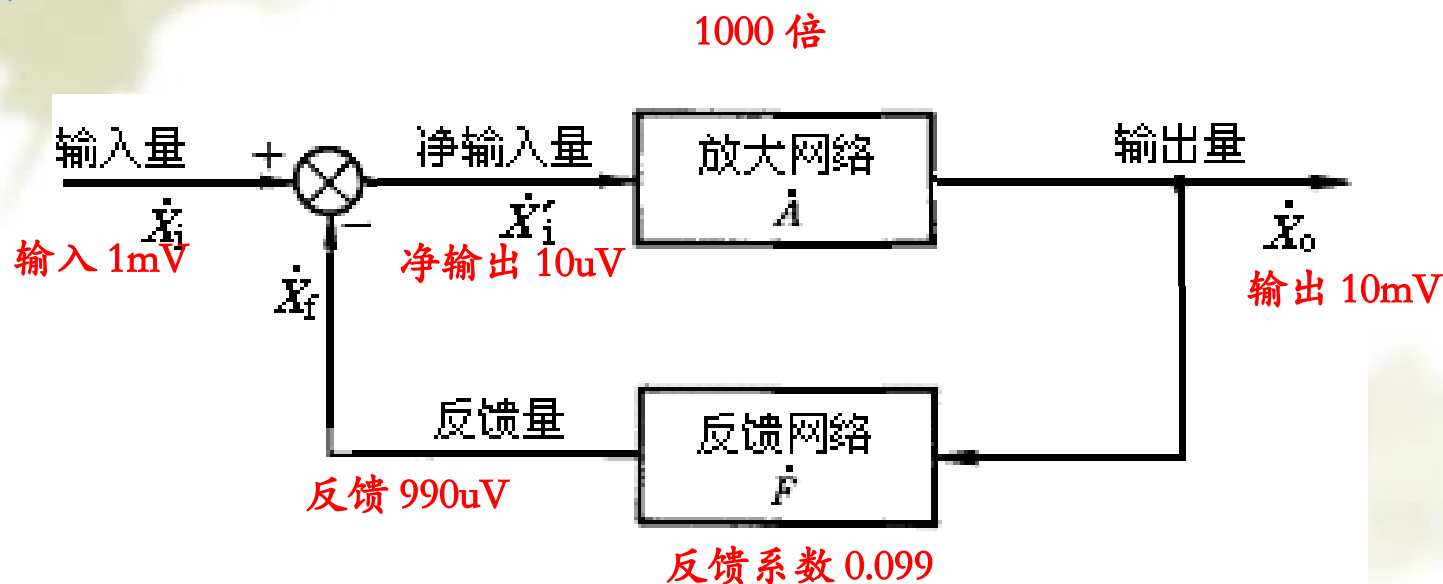 1000 倍
输入量
+
净输入量
放大网络
输出量
Ẋi
−
Ẋi′
Ȧ
Ẋo
输入 1mV
净输出 10uV
输出 10mV
Ẋf
反馈量
反馈网络
Ḟ
反馈 990uV
反馈系数 0.099